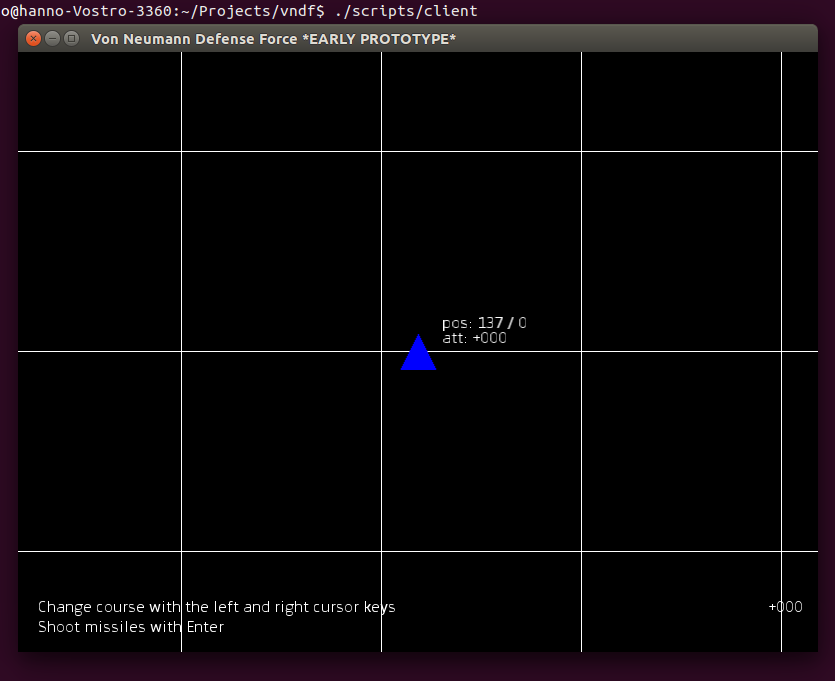 o@hanno-Vostro-3360:~/Projects/vndf$ ./scripts/client
Von Neumann Defense Force *EARLY PROTOTYPE*
pos: 137 / 0
att: +000
Change course with the left and right cursor keys
+000
Shoot missiles with Enter